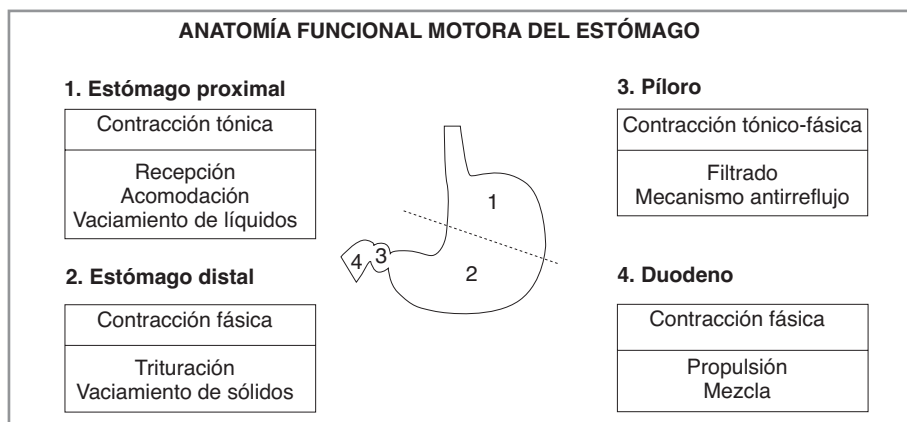 ANATOMÍA FUNCIONAL MOTORA DEL ESTÓMAGO
1. Estómago proximal
Contracción tónica
Recepción
Acomodación
Vaciamiento de líquidos
2. Estómago distal
Contracción fásica
Trituración
Vaciamiento de sólidos
1
2
3
4
3. Píloro
Contracción tónico-fásica
Filtrado
Mecanismo antirreflujo
4. Duodeno
Contracción fásica
Propulsión
Mezcla